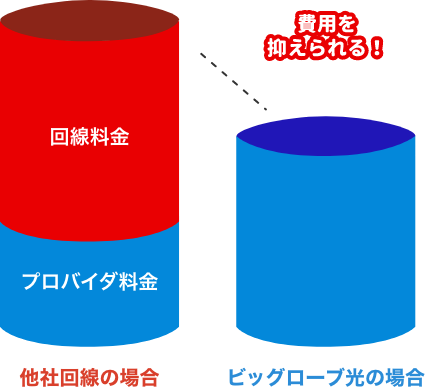 費用を
抑えられる！
回線料金
プロバイダ料金
他社回線の場合
ビッグローブ光の場合